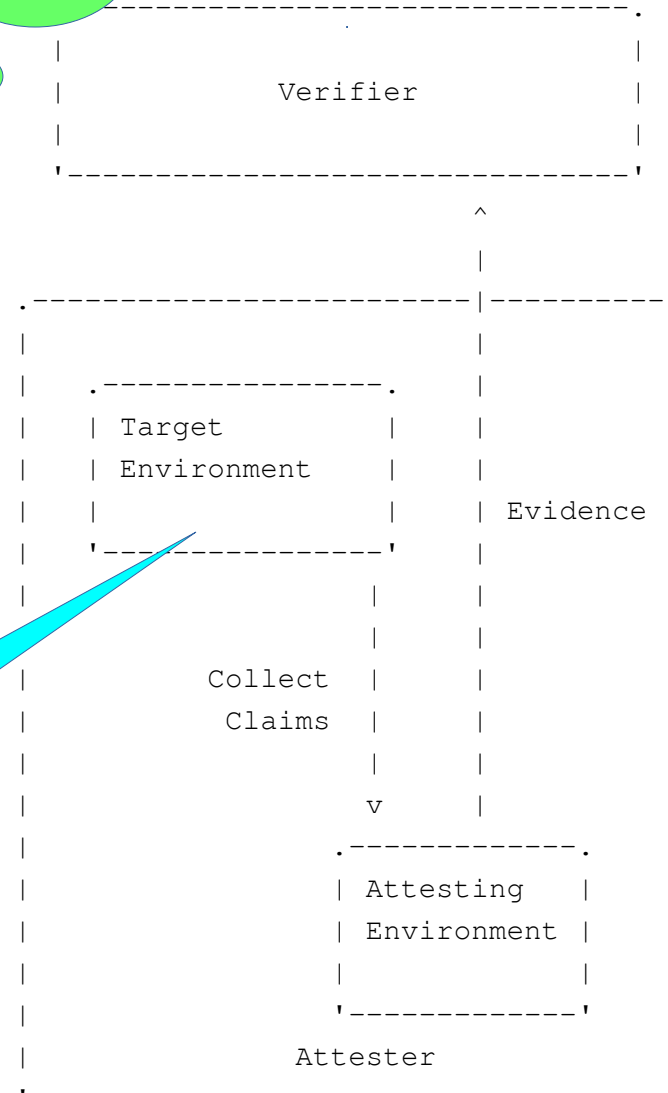 Verifier
Target
Environment
Evidence
Collect
Claims
Attesting
Environment
Attester